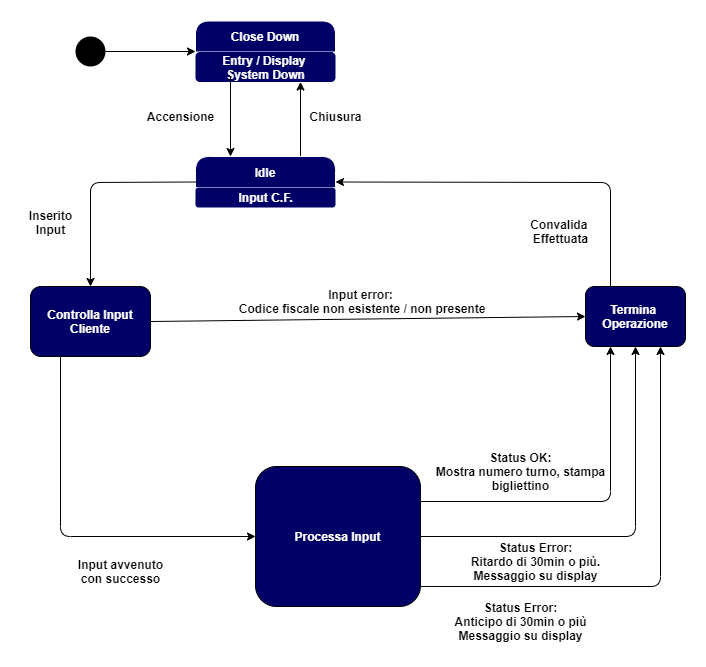 Close Down
Entry / Display
System Down
Accensione
Chiusura
Idle
Input C.F.
Inserito
Input
Convalida
Effettuata
Controlla Input
Cliente
Input error:
Codice fiscale non esistente / non presente
Termina
Operazione
Status OK:
Mostra numero turno, stampa
bigliettino
Processa Input
Status Error:
Ritardo di 30min o più.
Messaggio su display
Input avvenuto
con successo
Status Error:
Anticipo di 30min o più
Messaggio su display